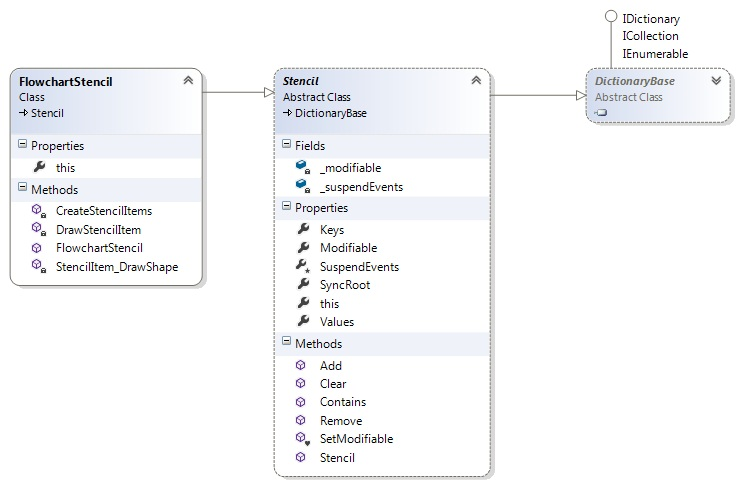 FlowchartStencil
Class
Stencil
Properties
this
Methods
CreateStencilItems
DrawStencilItem
FlowchartStencil
StencilItem_DrawShape
Stencil
Abstract Class
DictionaryBase
Fields
_modifiable
_suspendEvents
Properties
Keys
Modifiable
SuspendEvents
SyncRoot
this
Values
Methods
Add
Clear
Contains
Remove
SetModifiable
Stencil
IDictionary
ICollection
IEnumerable
DictionaryBase
Abstract Class